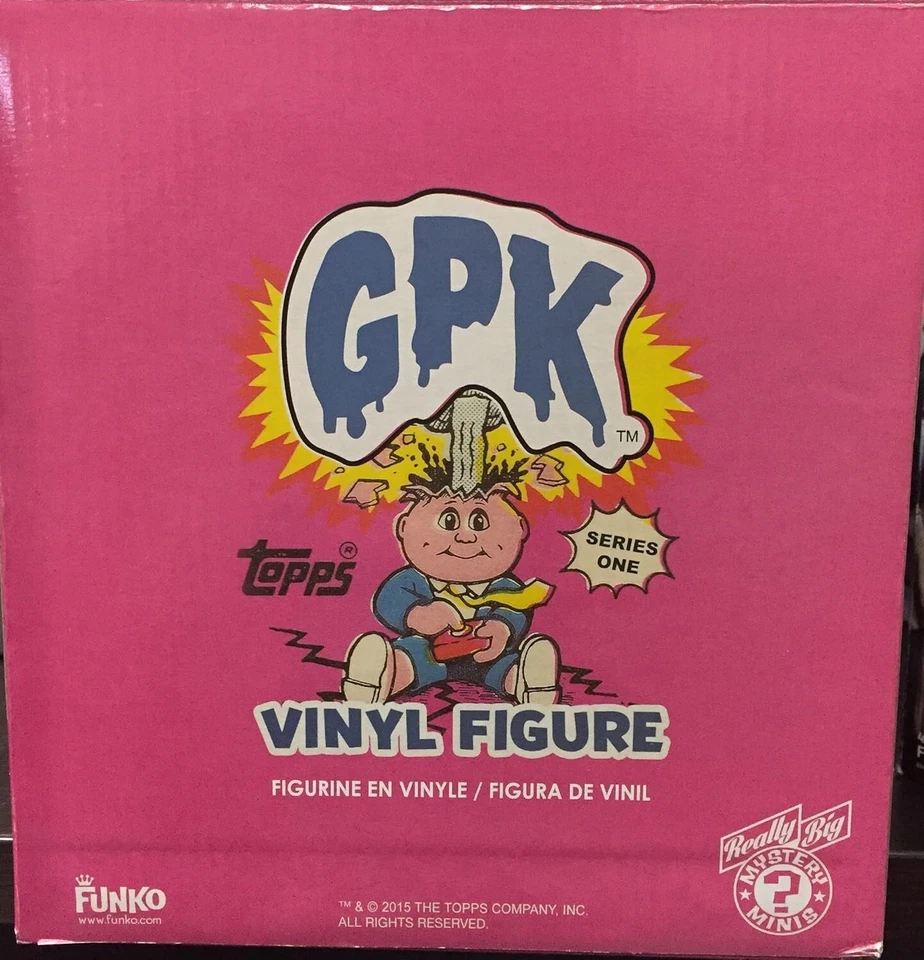 GPK
TM
SERIES
ONE
topps®
VINYL FIGURE
FIGURINE EN VINYLE / FIGURA DE VINIL
Really Big
MYSTERY
?
MINIS
FUNKO
www.funko.com
™ & © 2015 THE TOPPS COMPANY, INC.
ALL RIGHTS RESERVED.